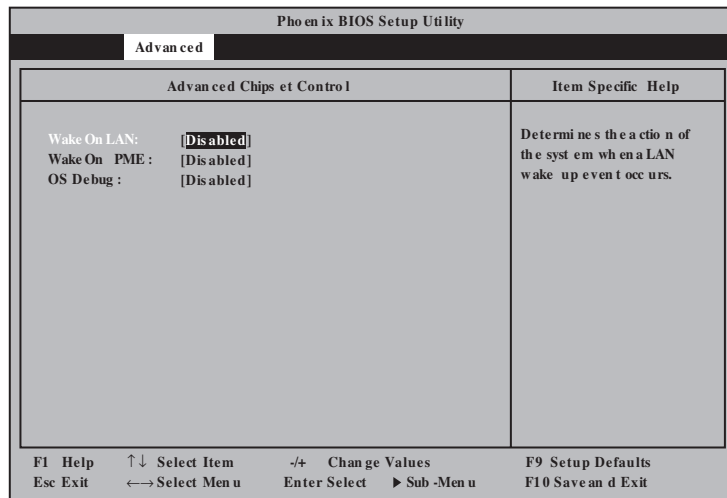 Phoenix BIOS Setup Utility
Advanced
Advanced Chipset Control
Item Specific Help
Wake On LAN: [Disabled]
Wake On PME : [Disabled]
OS Debug : [Disabled]
Determines the action of
the system when a LAN
wake up event occurs.
F1 Help ↑↓ Select Item -/+ Change Values F9 Setup Defaults
Esc Exit ←→ Select Menu Enter Select ▶ Sub-Menu F10 Save and Exit